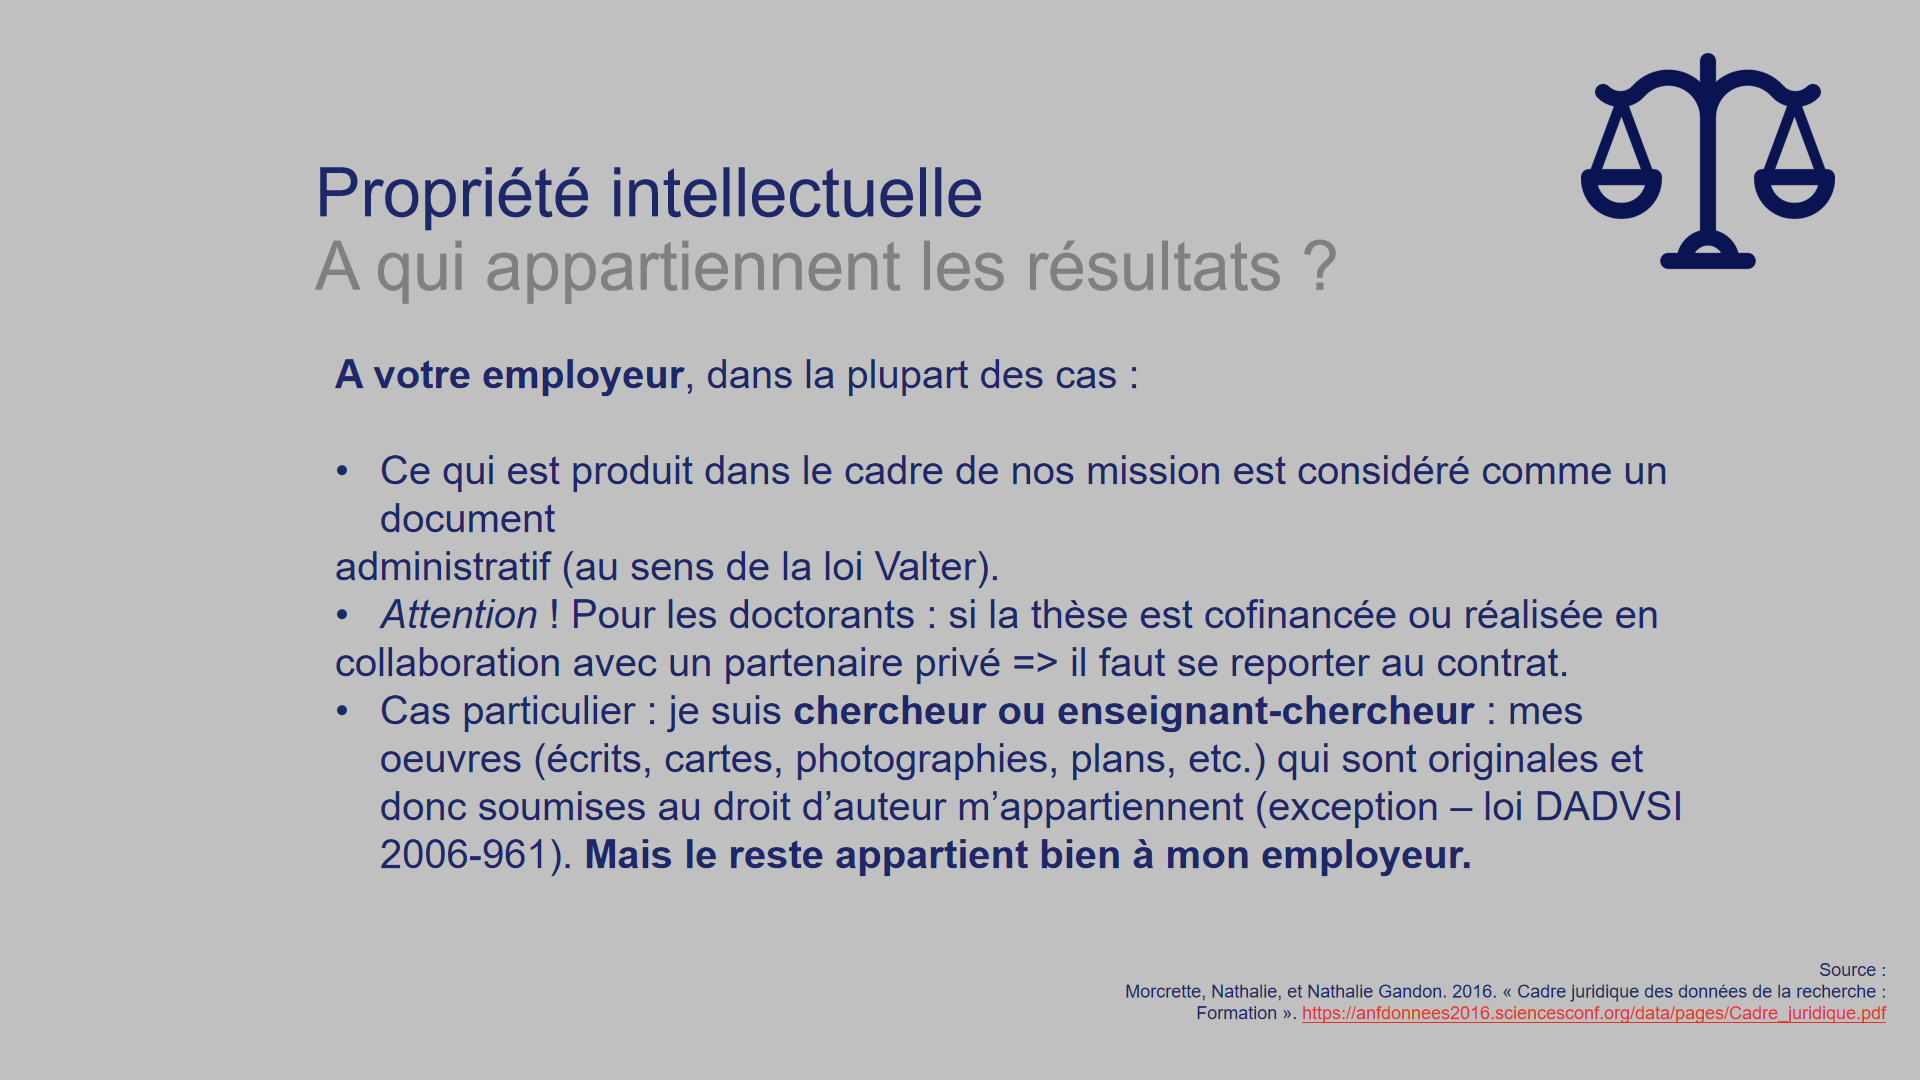 Propriété intellectuelle
A qui appartiennent les résultats ?
A votre employeur, dans la plupart des cas :
• Ce qui est produit dans le cadre de nos mission est considéré comme un
document
administratif (au sens de la loi Valter).
• Attention ! Pour les doctorants : si la thèse est cofinancée ou réalisée en
collaboration avec un partenaire privé => il faut se reporter au contrat.
• Cas particulier : je suis chercheur ou enseignant-chercheur : mes
oeuvres (écrits, cartes, photographies, plans, etc.) qui sont originales et
donc soumises au droit d’auteur m’appartiennent (exception – loi DADVSI
2006-961). Mais le reste appartient bien à mon employeur.
Source :
Morcrette, Nathalie, et Nathalie Gandon. 2016. « Cadre juridique des données de la recherche :
Formation ». https://anfdonnees2016.sciencesconf.org/data/pages/Cadre_juridique.pdf